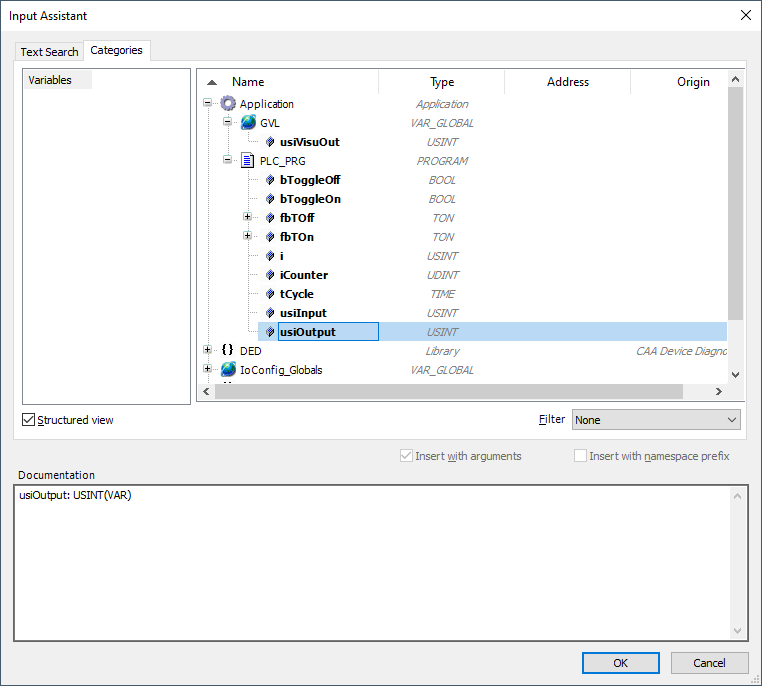 Input Assistant
Text Search Categories
Variables
Name Type Address Origin
Application Application
GVL VAR_GLOBAL
usiVisuOut USINT
PLC_PRG PROGRAM
bToggleOff BOOL
bToggleOn BOOL
fbTOff TON
fbTOn TON
i USINT
iCounter UDINT
tCycle TIME
usiInput USINT
usiOutput USINT
{} DED Library CAA Device Diagno
IoConfig_Globals VAR_GLOBAL
Structured view Filter None
Insert with arguments Insert with namespace prefix
Documentation
usiOutput: USINT(VAR)
OK Cancel